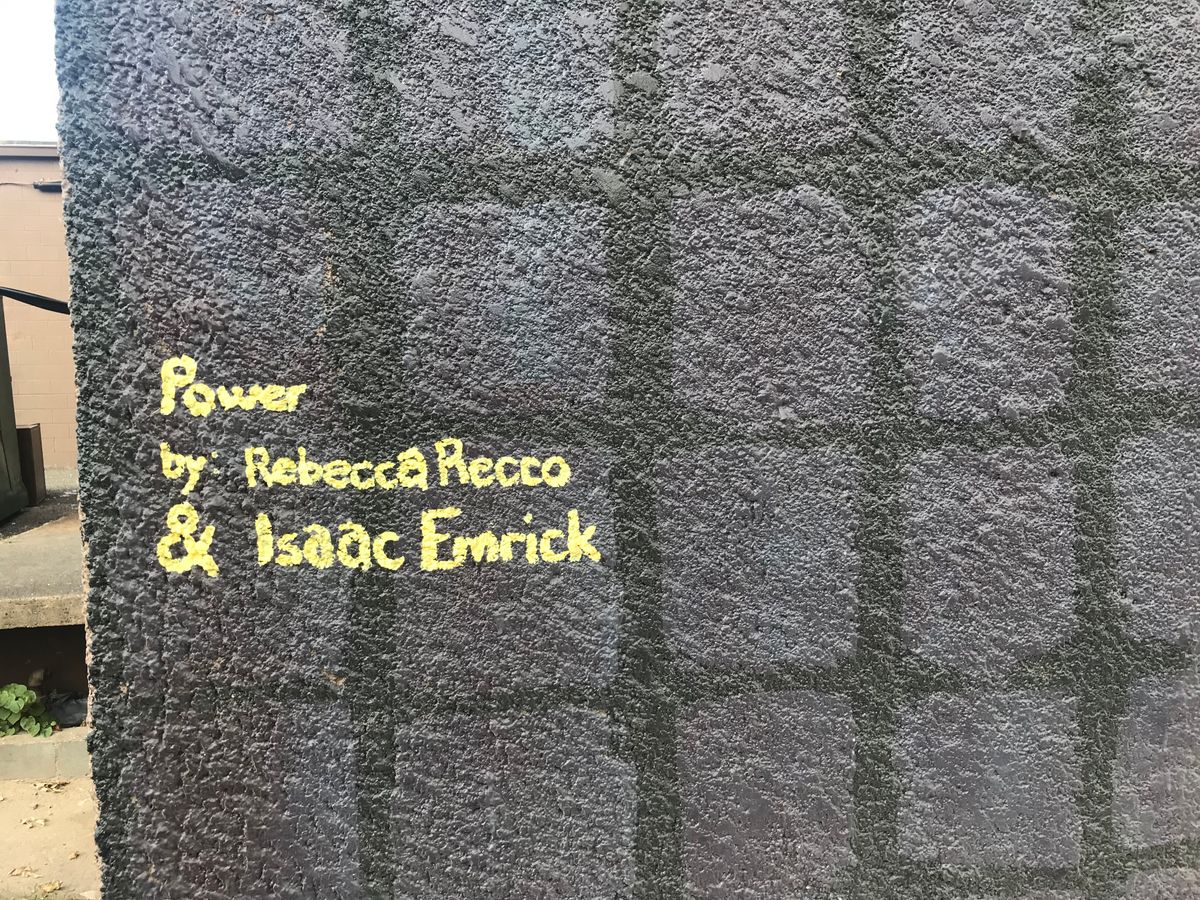 Power
by: Rebecca Recco
& Isaac Emrick